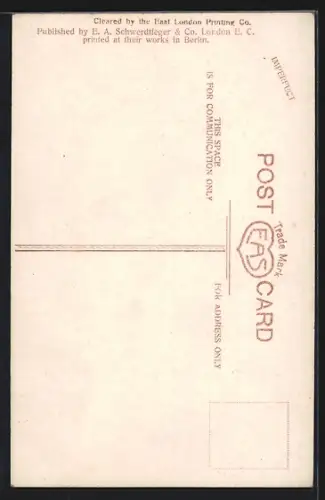 Cleared by the East London Printing Co.
Published by E. A. Schwerdtfeger & Co. London E. C.
printed at their works in Berlin.
IMPERFECT
POST CARD
EAS
Trade Mark
THIS SPACE
IS FOR COMMUNICATION ONLY
FOR ADDRESS ONLY